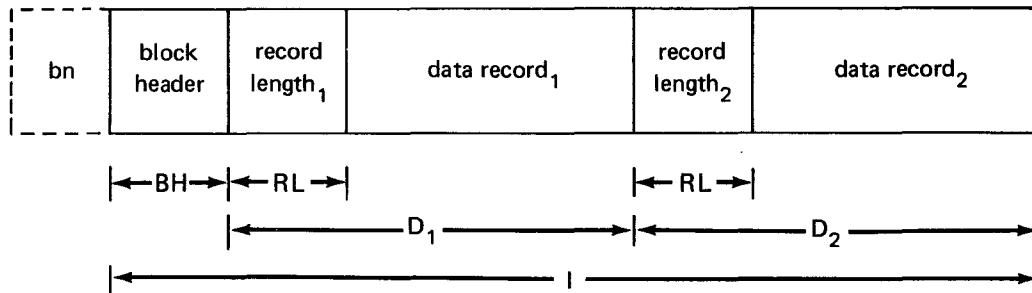 bn
block
header
record
length₁
data record₁
record
length₂
data record₂
BH
RL
RL
D₁
D₂
I